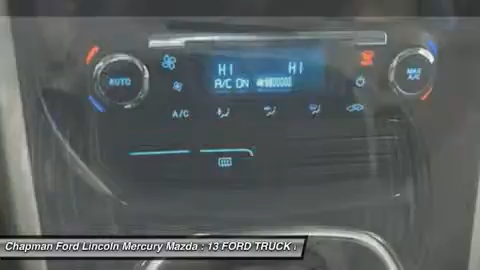 HI HI
A/C ON
AUTO
MAX A/C
A/C
Chapman Ford Lincoln Mercury Mazda : 13 FORD TRUCK